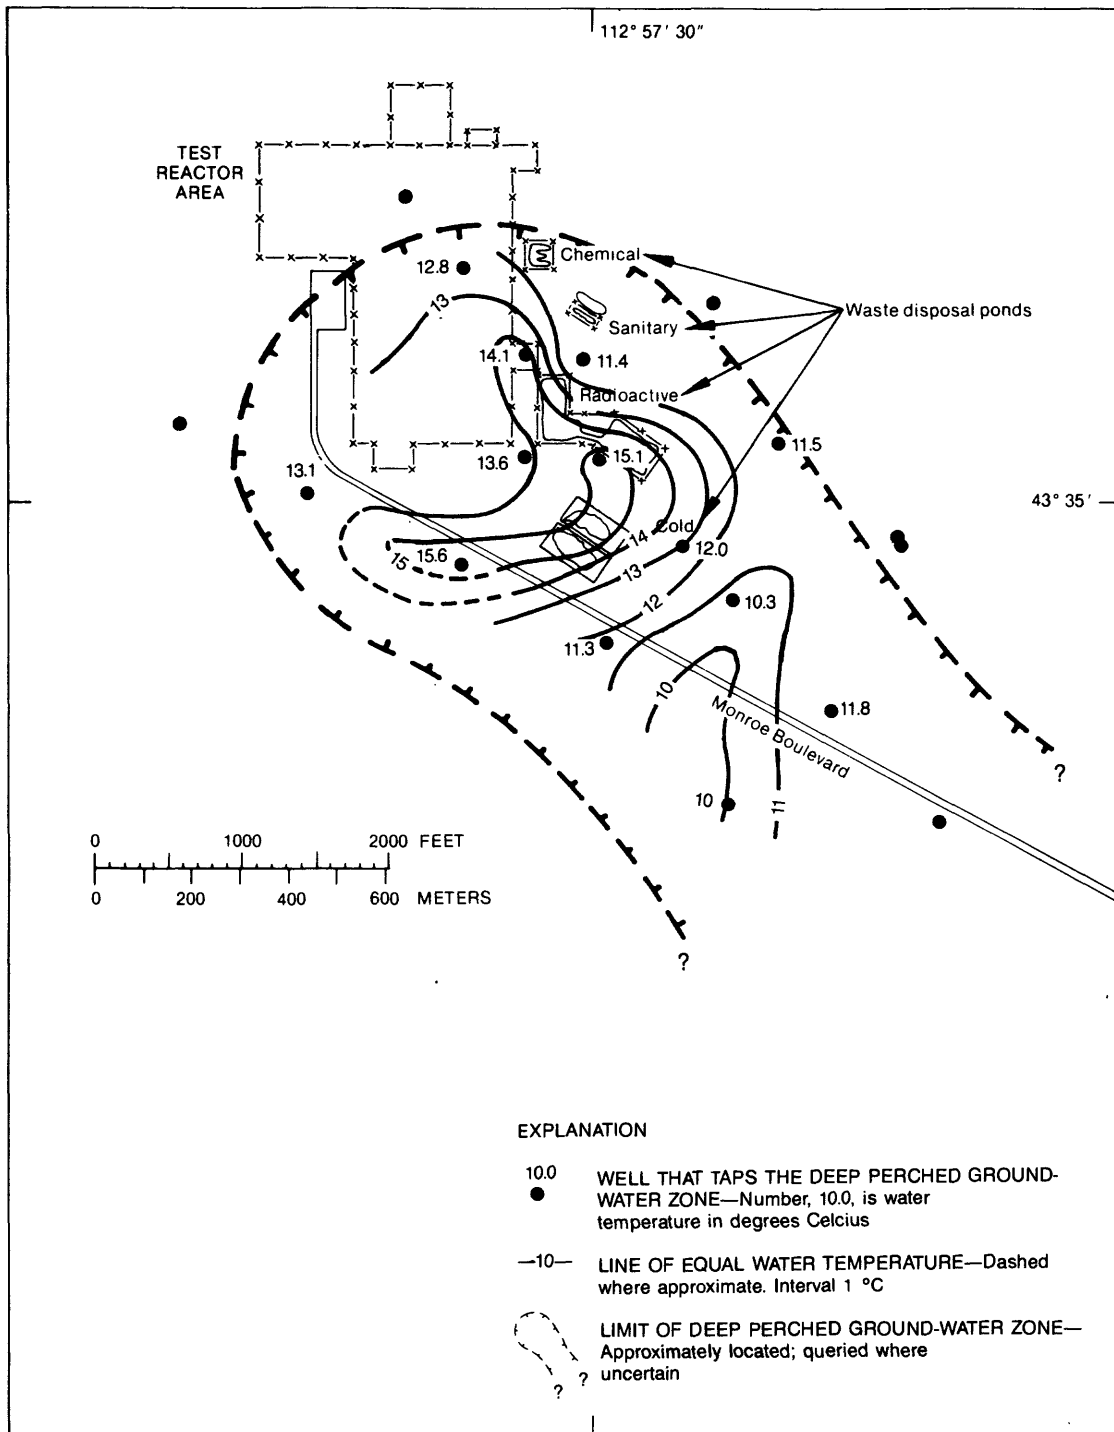 112° 57′ 30″
TEST
REACTOR
AREA
Chemical
12.8
13
Waste disposal ponds
Sanitary
14.1
11.4
Radioactive
11.5
13.6
15.1
13.1
43° 35′
Cold
14
12.0
15
15.6
13
12
10.3
11.3
10
11.8
Monroe Boulevard
10
11
?
0 1000 2000 FEET
0 200 400 600 METERS
?
EXPLANATION
10.0
WELL THAT TAPS THE DEEP PERCHED GROUND-
WATER ZONE—Number, 10.0, is water
temperature in degrees Celcius
—10—
LINE OF EQUAL WATER TEMPERATURE—Dashed
where approximate. Interval 1 °C
LIMIT OF DEEP PERCHED GROUND-WATER ZONE—
Approximately located; queried where
uncertain
? ?